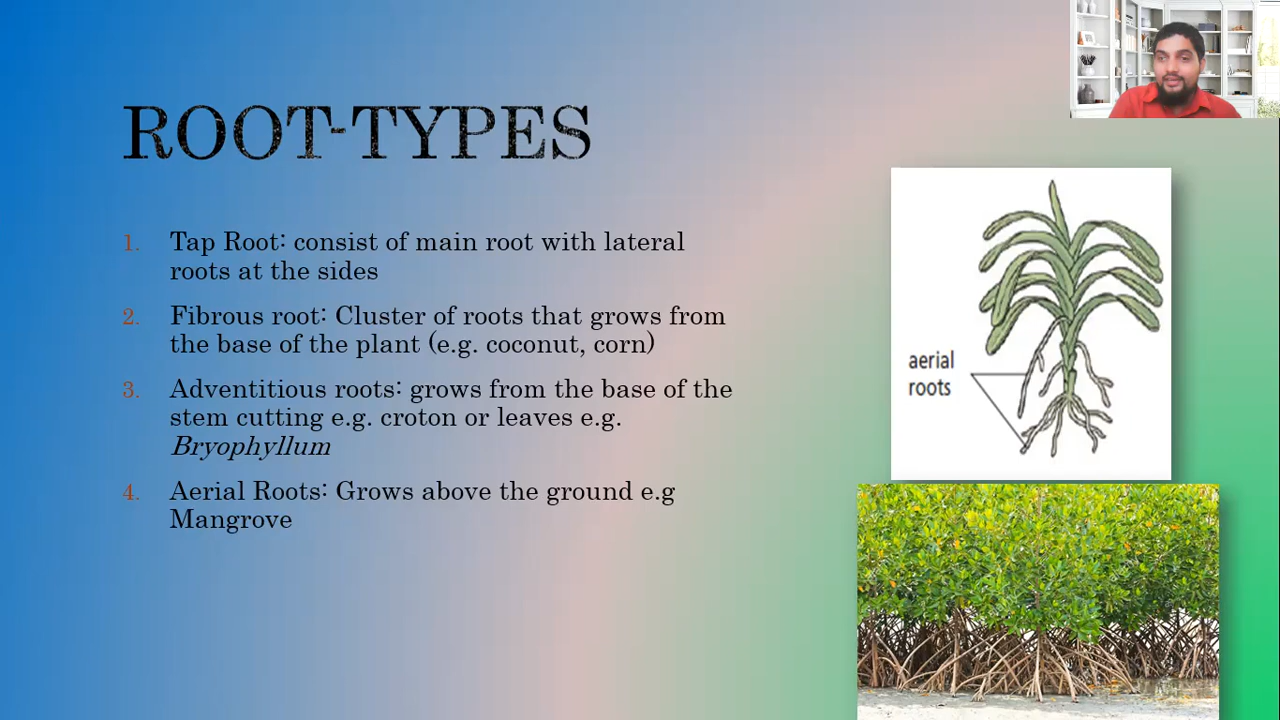 ROOT-TYPES
1. Tap Root: consist of main root with lateral
roots at the sides
2. Fibrous root: Cluster of roots that grows from
the base of the plant (e.g. coconut, corn)
3. Adventitious roots: grows from the base of the
stem cutting e.g. croton or leaves e.g.
Bryophyllum
4. Aerial Roots: Grows above the ground e.g
Mangrove
aerial
roots